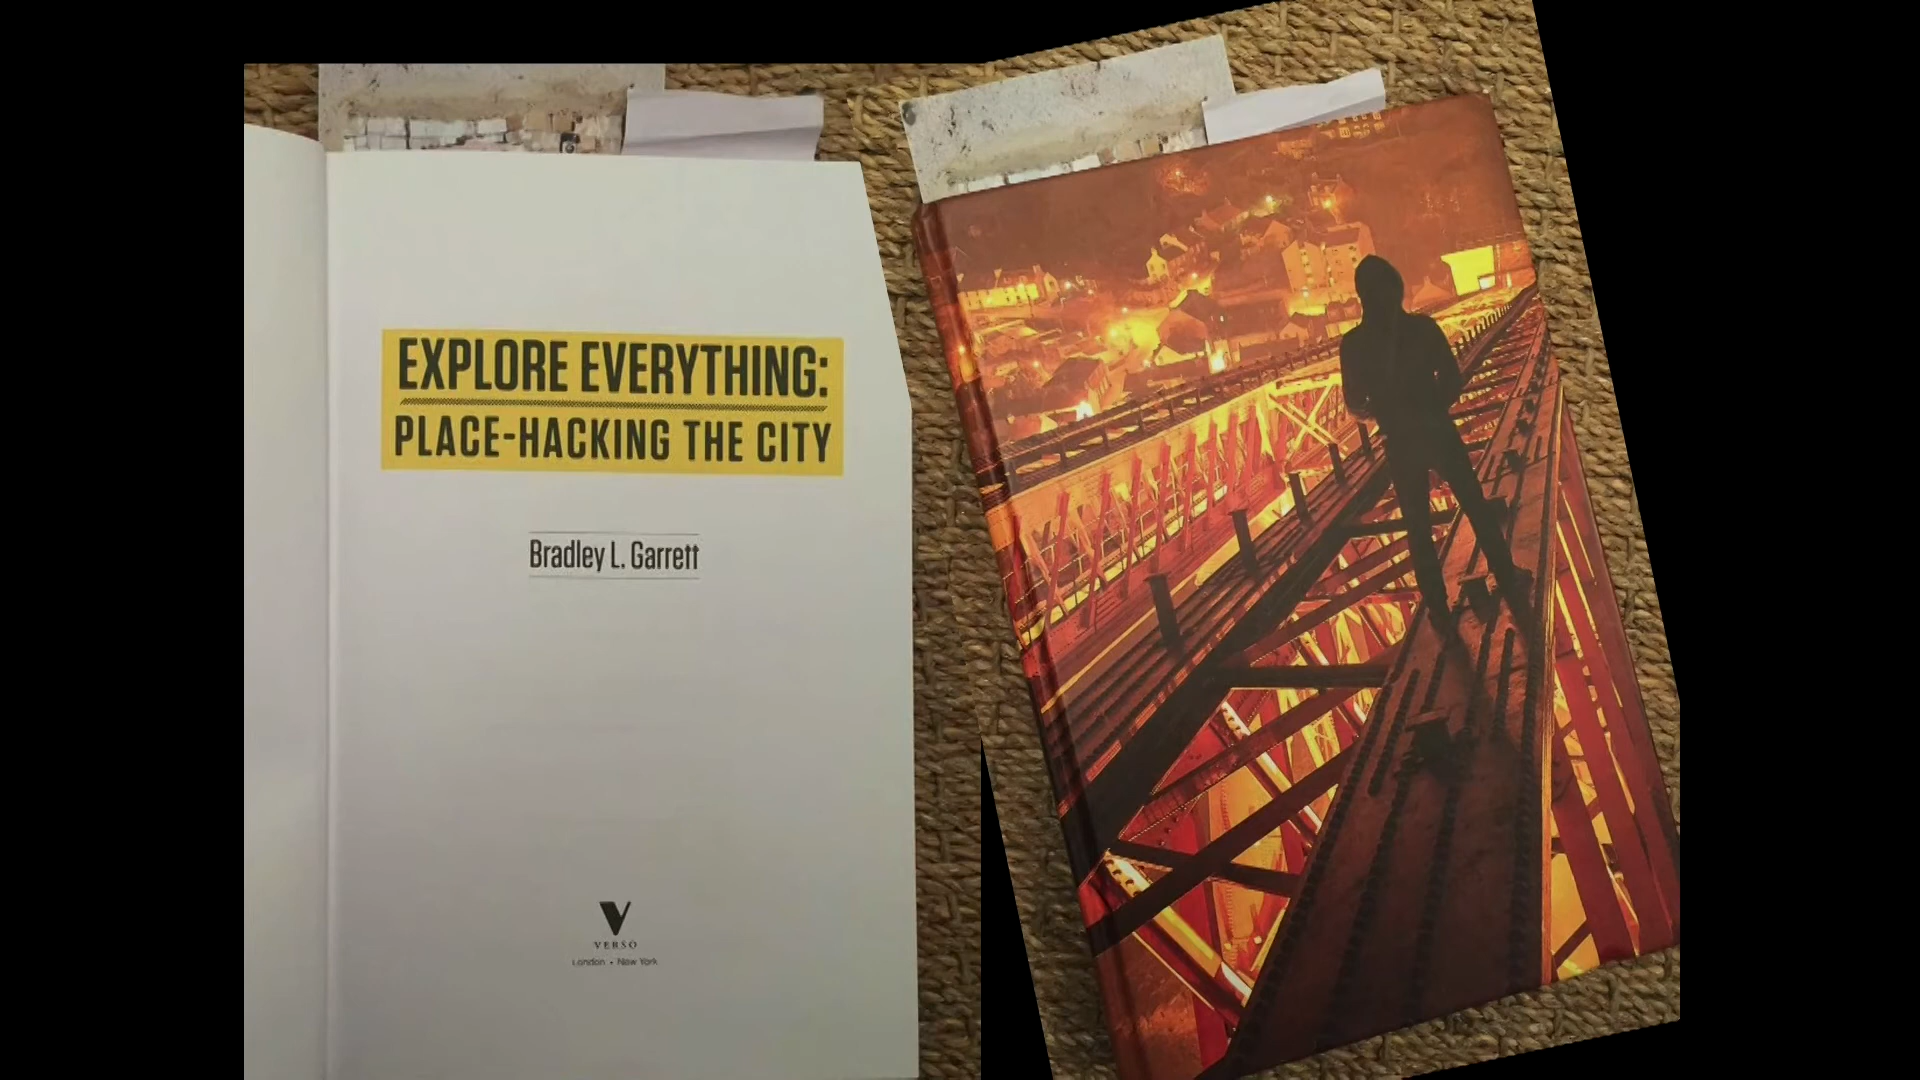 EXPLORE EVERYTHING:
PLACE-HACKING THE CITY
Bradley L. Garrett
VERSO
London • New York